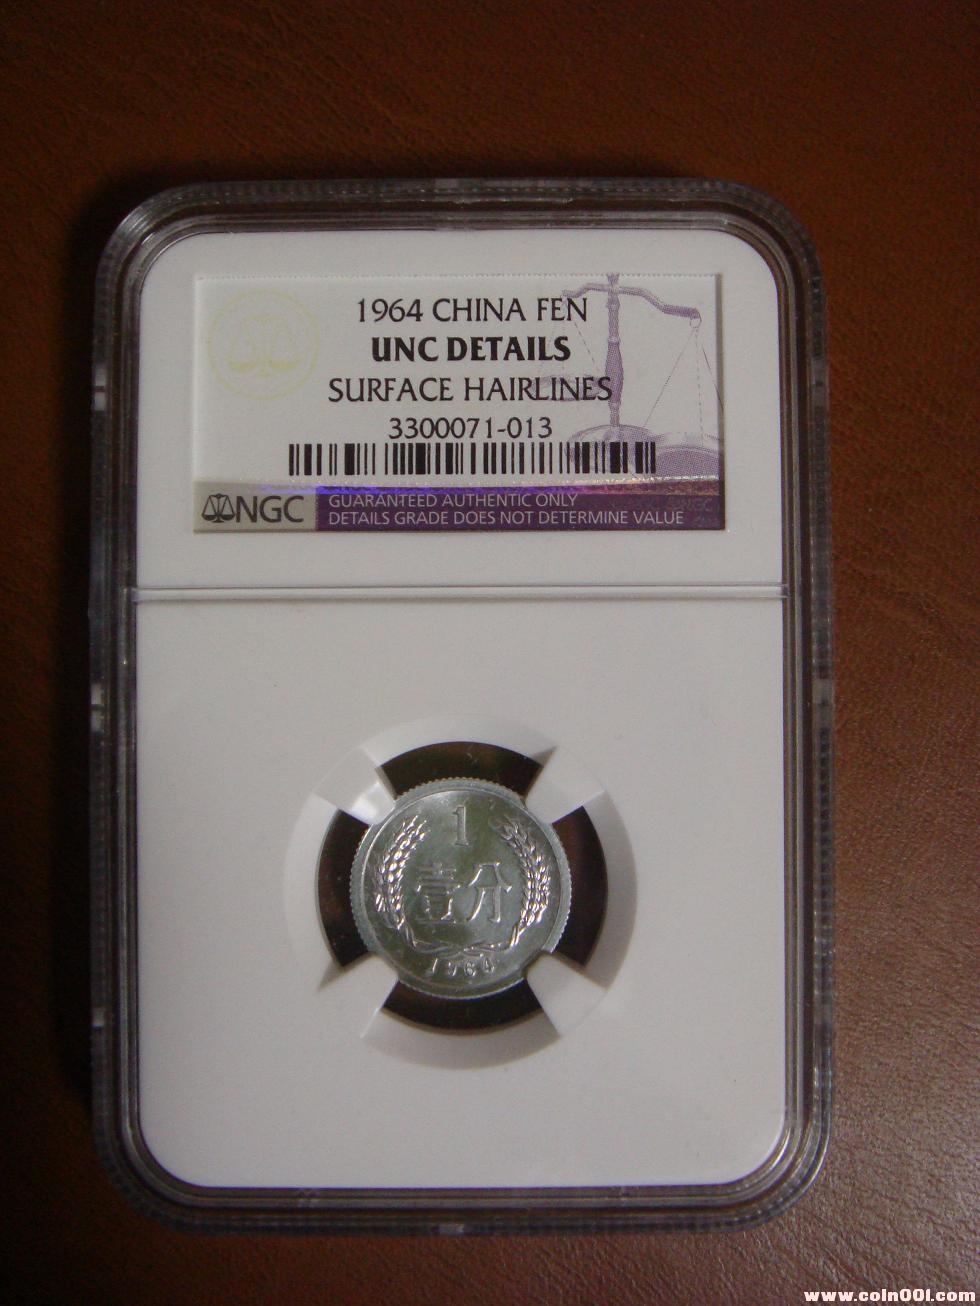 1964 CHINA FEN
UNC DETAILS
SURFACE HAIRLINES
3300071-013
NGC
GUARANTEED AUTHENTIC ONLY
DETAILS GRADE DOES NOT DETERMINE VALUE
1
壹分
1964
www.coin001.com